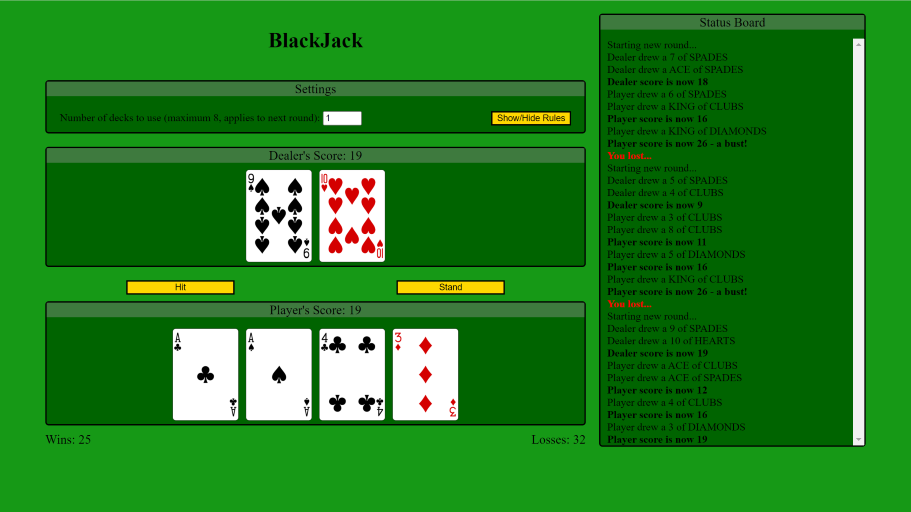 BlackJack
Settings
Number of decks to use (maximum 8, applies to next round): 1
Show/Hide Rules
Dealer's Score: 19
9
9
10
10
Hit
Stand
Player's Score: 19
A
A
A
A
4
4
3
3
Wins: 25
Losses: 32
Status Board
Starting new round...
Dealer drew a 7 of SPADES
Dealer drew a ACE of SPADES
Dealer score is now 18
Player drew a 6 of SPADES
Player drew a KING of CLUBS
Player score is now 16
Player drew a KING of DIAMONDS
Player score is now 26 - a bust!
You lost...
Starting new round...
Dealer drew a 5 of SPADES
Dealer drew a 4 of CLUBS
Dealer score is now 9
Player drew a 3 of CLUBS
Player drew a 8 of CLUBS
Player score is now 11
Player drew a 5 of DIAMONDS
Player score is now 16
Player drew a KING of CLUBS
Player score is now 26 - a bust!
You lost...
Starting new round...
Dealer drew a 9 of SPADES
Dealer drew a 10 of HEARTS
Dealer score is now 19
Player drew a ACE of CLUBS
Player drew a ACE of SPADES
Player score is now 12
Player drew a 4 of CLUBS
Player score is now 16
Player drew a 3 of DIAMONDS
Player score is now 19